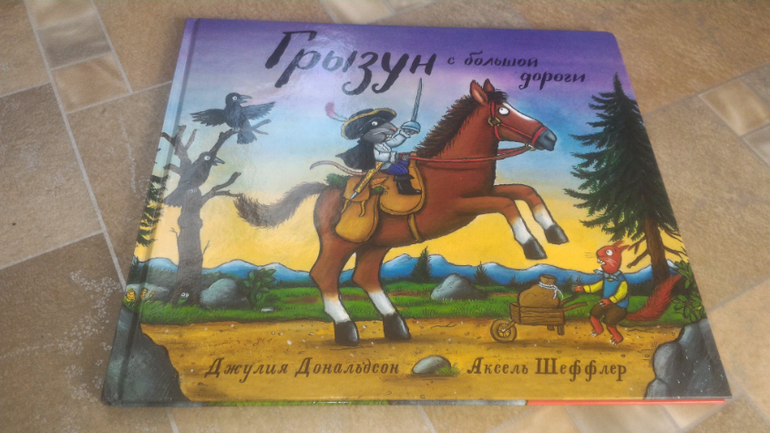 Грызун с большой
дороги
Джулия Дональдсон Аксель Шеффлер